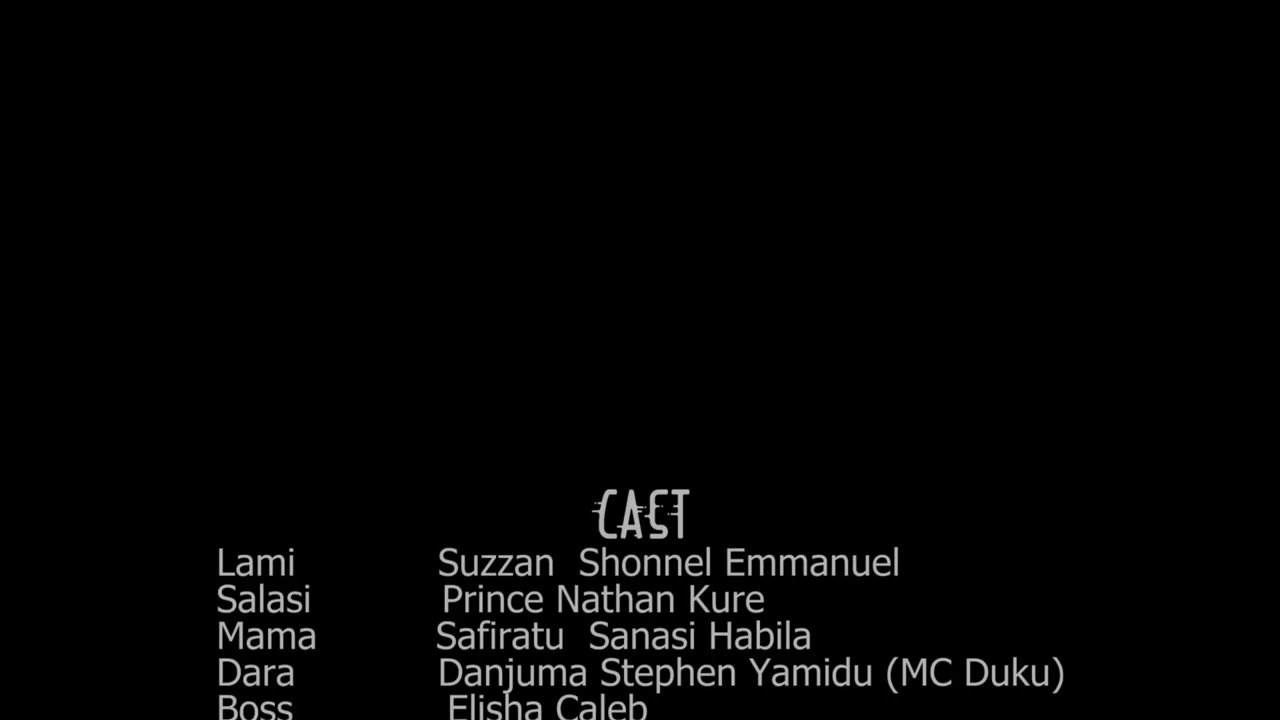 CAST
Lami Suzzan Shonnel Emmanuel
Salasi Prince Nathan Kure
Mama Safiratu Sanasi Habila
Dara Danjuma Stephen Yamidu (MC Duku)
Boss Elisha Caleb